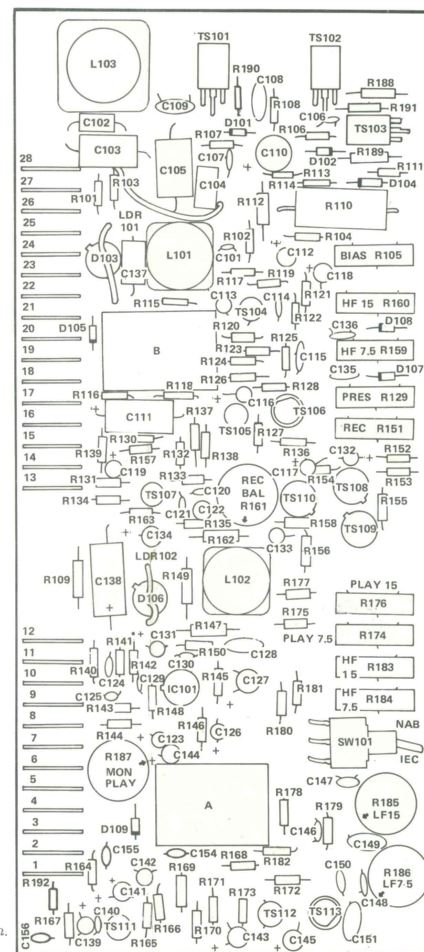 TS101
TS102
L103
R190
C108
R188
C109
R108
C106
R191
D101
R106
TS103
C102
R107
C103
C107
C110
D102
R189
C105
R113
R111
28
C104
R114
D104
27
R103
R101
R112
R110
26
LDR
101
25
R102
R104
24
D103
L101
C101
C112
BIAS R105
23
C137
R119
C118
R117
22
R121
R115
C113
C114
HF 15 R160
21
TS104
R122
20
D105
B
R120
R125
C136
D108
19
R123
R124
C115
HF 7.5 R159
18
R126
C135
D107
17
R116
R118
R128
C116
TS106
PRES R129
16
C111
R137
TS105
15
R130
R127
REC R151
R139
R157
R132
R138
R136
C132
R152
14
C119
C117
R154
R131
R133
REC
BAL
R161
TS108
R153
13
TS107
C120
TS110
R155
R134
C121
C122
R163
R135
R158
TS109
C134
R162
C133
R156
LDR102
R109
C138
R149
L102
R177
PLAY 15
D106
R176
R175
12
R147
PLAY 7.5
R174
C131
11
R141
R150
C128
R140
R142
C130
HF
15
R183
10
C124
C129
IC101
R145
C127
R181
9
C125
R148
HF
7.5
R184
R143
R180
8
R146
NAB
R144
C126
SW101
7
C123
IEC
R187
MON
PLAY
C144
6
A
C147
5
R178
R185
LF15
4
R179
3
C146
D109
C149
2
C155
C154
R182
R168
C150
R186
LF7·5
1
R164
C142
R169
R192
C141
R172
C148
R171
R173
R167
C140
R166
TS112
TS113
R170
C156
C139
TS111
R165
C143
C145
C151